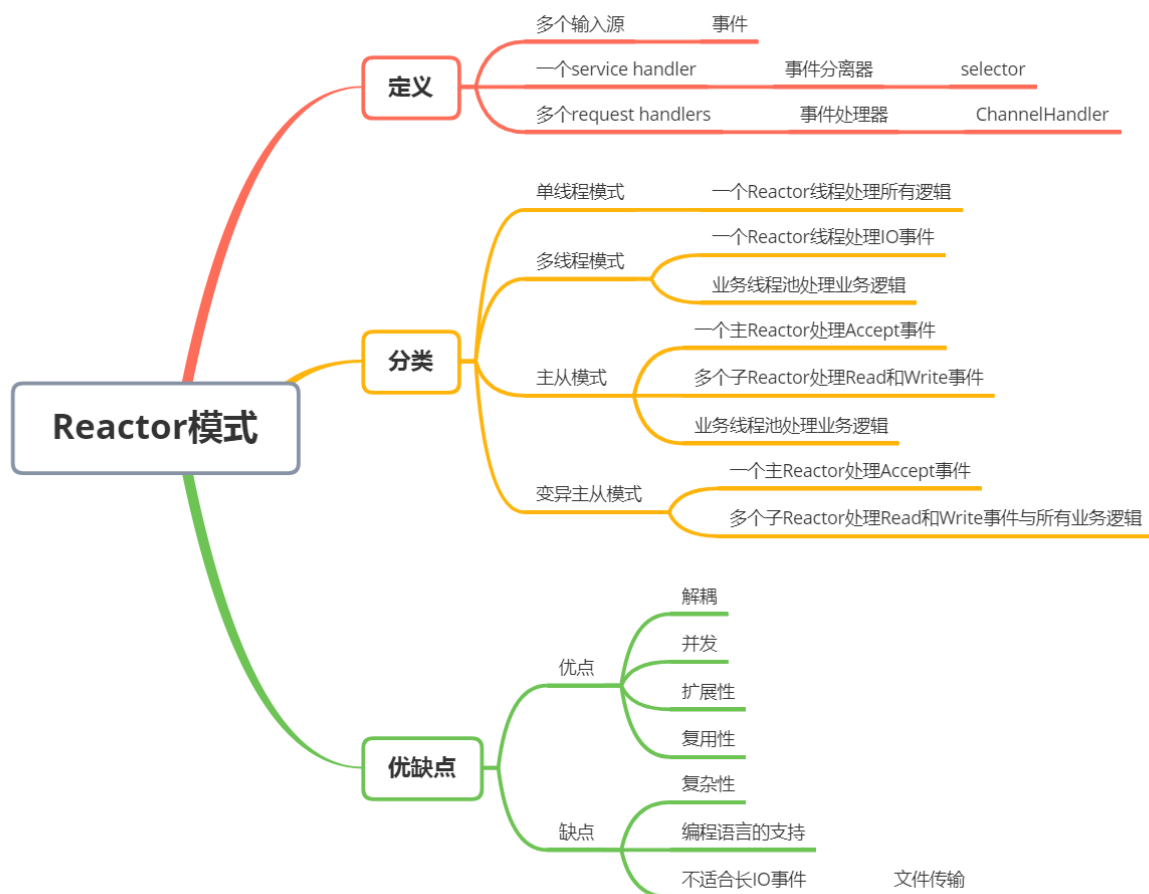 Reactor模式
定义
多个输入源
事件
一个service handler
事件分离器
selector
多个request handlers
事件处理器
ChannelHandler
分类
单线程模式
一个Reactor线程处理所有逻辑
多线程模式
一个Reactor线程处理IO事件
业务线程池处理业务逻辑
主从模式
一个主Reactor处理Accept事件
多个子Reactor处理Read和Write事件
业务线程池处理业务逻辑
变异主从模式
一个主Reactor处理Accept事件
多个子Reactor处理Read和Write事件与所有业务逻辑
优缺点
优点
解耦
并发
扩展性
复用性
缺点
复杂性
编程语言的支持
不适合长IO事件
文件传输